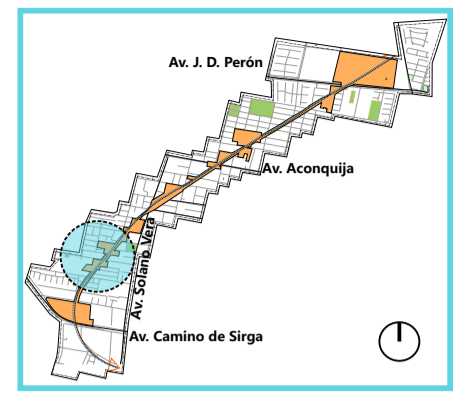 Av. J. D. Perón
Av. Aconquija
Av. Solano Vera
Av. Camino de Sirga